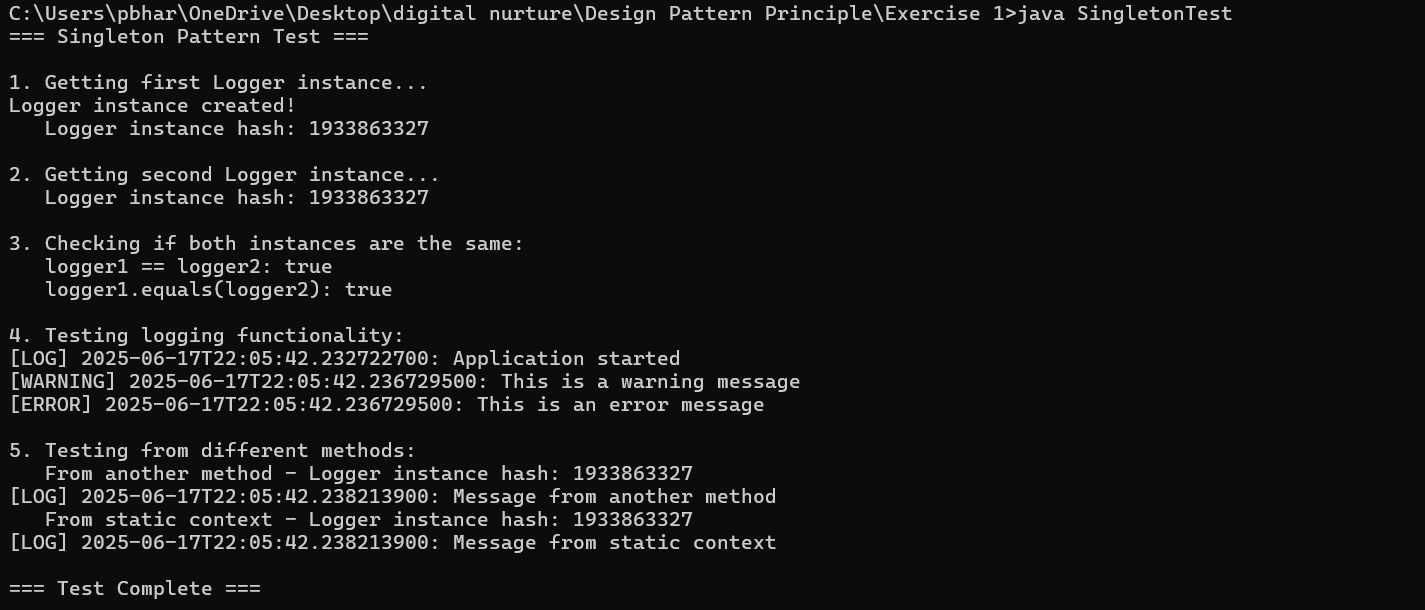 C:\Users\pbhar\OneDrive\Desktop\digital nurture\Design Pattern Principle\Exercise 1>java SingletonTest
=== Singleton Pattern Test ===

1. Getting first Logger instance...
Logger instance created!
   Logger instance hash: 1933863327

2. Getting second Logger instance...
   Logger instance hash: 1933863327

3. Checking if both instances are the same:
   logger1 == logger2: true
   logger1.equals(logger2): true

4. Testing logging functionality:
[LOG] 2025-06-17T22:05:42.232722700: Application started
[WARNING] 2025-06-17T22:05:42.236729500: This is a warning message
[ERROR] 2025-06-17T22:05:42.236729500: This is an error message

5. Testing from different methods:
   From another method - Logger instance hash: 1933863327
[LOG] 2025-06-17T22:05:42.238213900: Message from another method
   From static context - Logger instance hash: 1933863327
[LOG] 2025-06-17T22:05:42.238213900: Message from static context

=== Test Complete ===